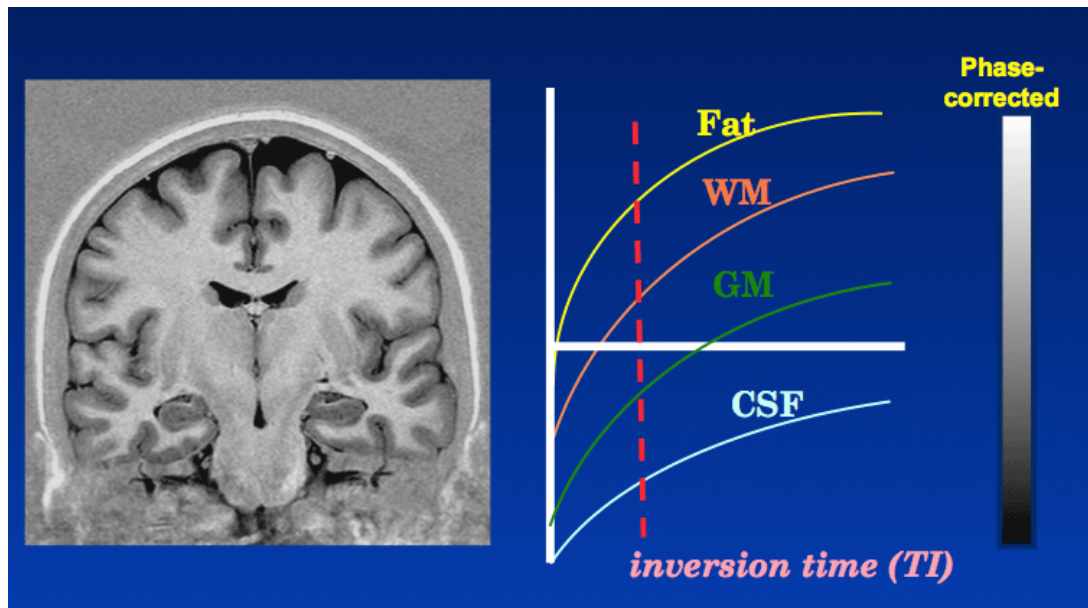 Phase-
corrected
Fat
WM
GM
CSF
inversion time (TI)